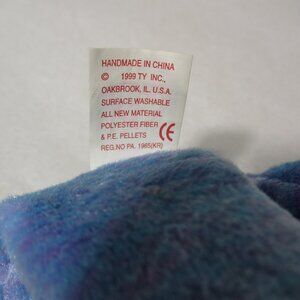 HANDMADE IN CHINA
© 1999 TY INC.,
OAKBROOK, IL. U.S.A.
SURFACE WASHABLE
ALL NEW MATERIAL
POLYESTER FIBER
& P.E. PELLETS CE
REG.NO PA. 1965(KR)